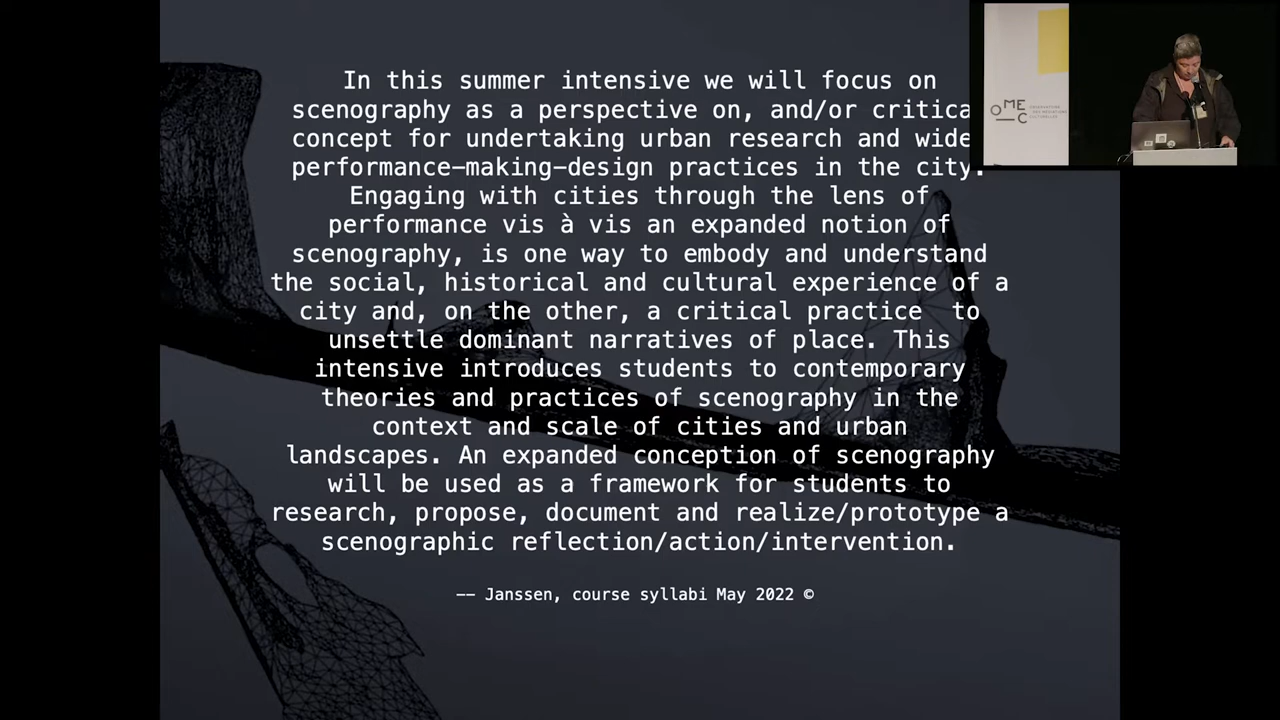 In this summer intensive we will focus on
scenography as a perspective on, and/or critica
concept for undertaking urban research and wide
performance-making-design practices in the city.
Engaging with cities through the lens of
performance vis à vis an expanded notion of
scenography, is one way to embody and understand
the social, historical and cultural experience of a
city and, on the other, a critical practice to
unsettle dominant narratives of place. This
intensive introduces students to contemporary
theories and practices of scenography in the
context and scale of cities and urban
landscapes. An expanded conception of scenography
will be used as a framework for students to
research, propose, document and realize/prototype a
scenographic reflection/action/intervention.
-- Janssen, course syllabi May 2022 ©
OMEC